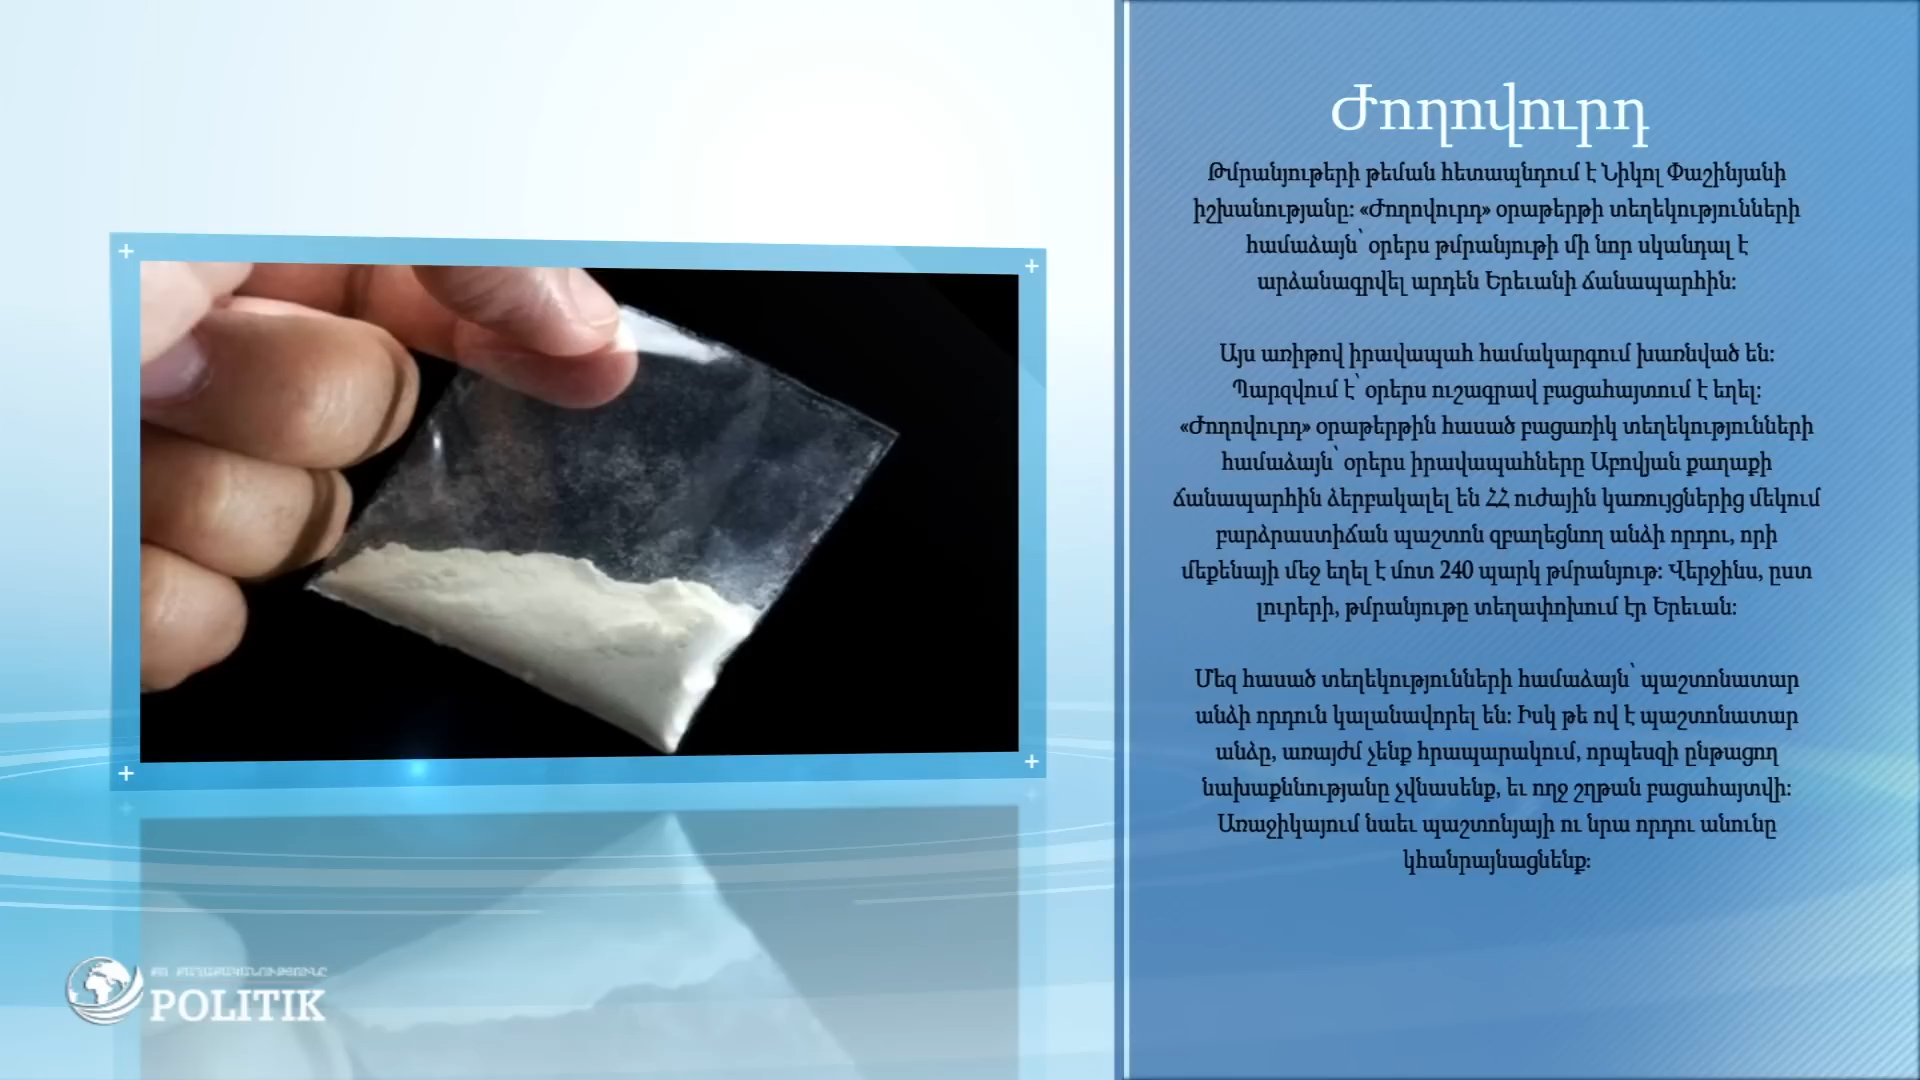 Ժողովուրդ
Թմրանյութերի թեման հետապնդում է Նիկոլ Փաշինյանի
իշխանությանը։ «Ժողովուրդ» օրաթերթի տեղեկությունների
համաձայն՝ օրերս թմրանյութի մի նոր սկանդալ է
արձանագրվել արդեն Երեւանի ճանապարհին։
Այս առիթով իրավապահ համակարգում խառնված են։
Պարզվում է՝ օրերս ուշագրավ բացահայտում է եղել։
«Ժողովուրդ» օրաթերթին հասած բացառիկ տեղեկությունների
համաձայն՝ օրերս իրավապահները Աբովյան քաղաքի
ճանապարհին ձերբակալել են ՀՀ ուժային կառույցներից մեկում
բարձրաստիճան պաշտոն զբաղեցնող անձի որդու, որի
մեքենայի մեջ եղել է մոտ 240 պարկ թմրանյութ։ Վերջինս, ըստ
լուրերի, թմրանյութը տեղափոխում էր Երեւան։
Մեզ հասած տեղեկությունների համաձայն՝ պաշտոնատար
անձի որդուն կալանավորել են։ Իսկ թե ով է պաշտոնատար
անձը, առայժմ չենք հրապարակում, որպեսզի ընթացող
նախաքննությանը չվնասենք, եւ ողջ շղթան բացահայտվի։
Առաջիկայում նաեւ պաշտոնյայի ու նրա որդու անունը
կհանրայնացնենք։
ՔՈ ՔԱՂԱՔԱԿԱՆՈՒԹՅՈՒՆԸ
POLITIK